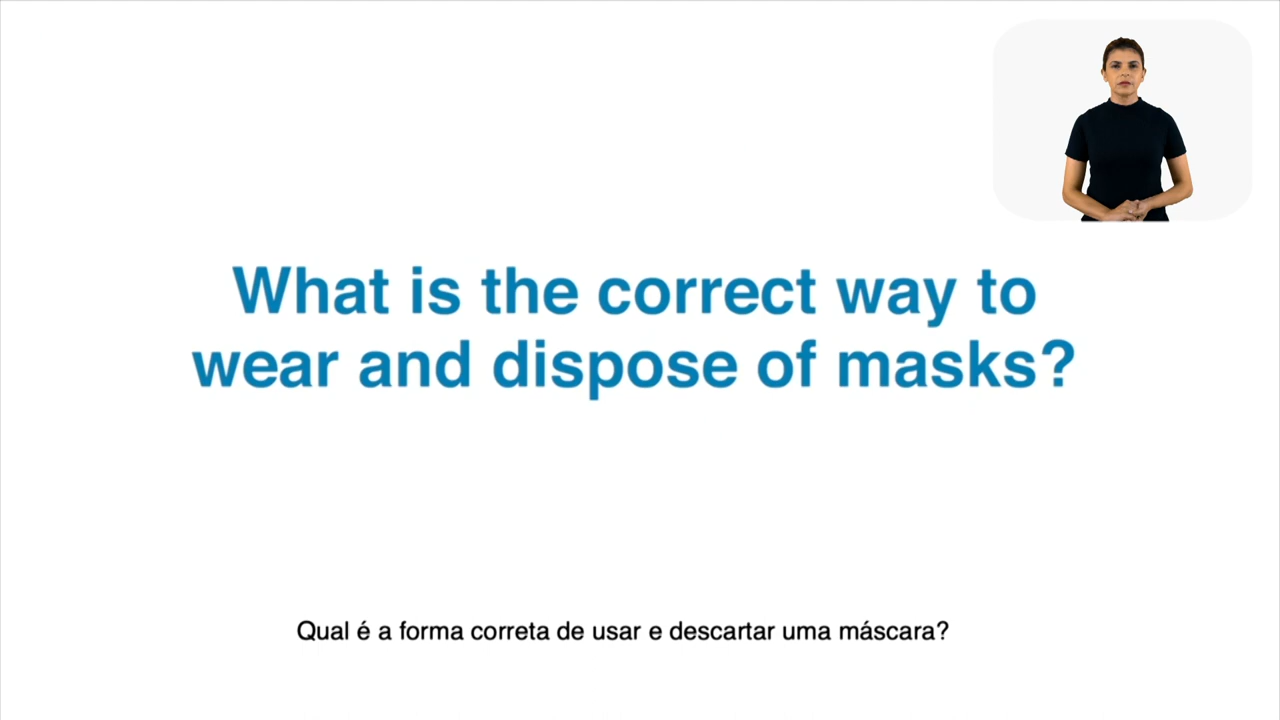 What is the correct way to
wear and dispose of masks?
Qual é a forma correta de usar e descartar uma máscara?